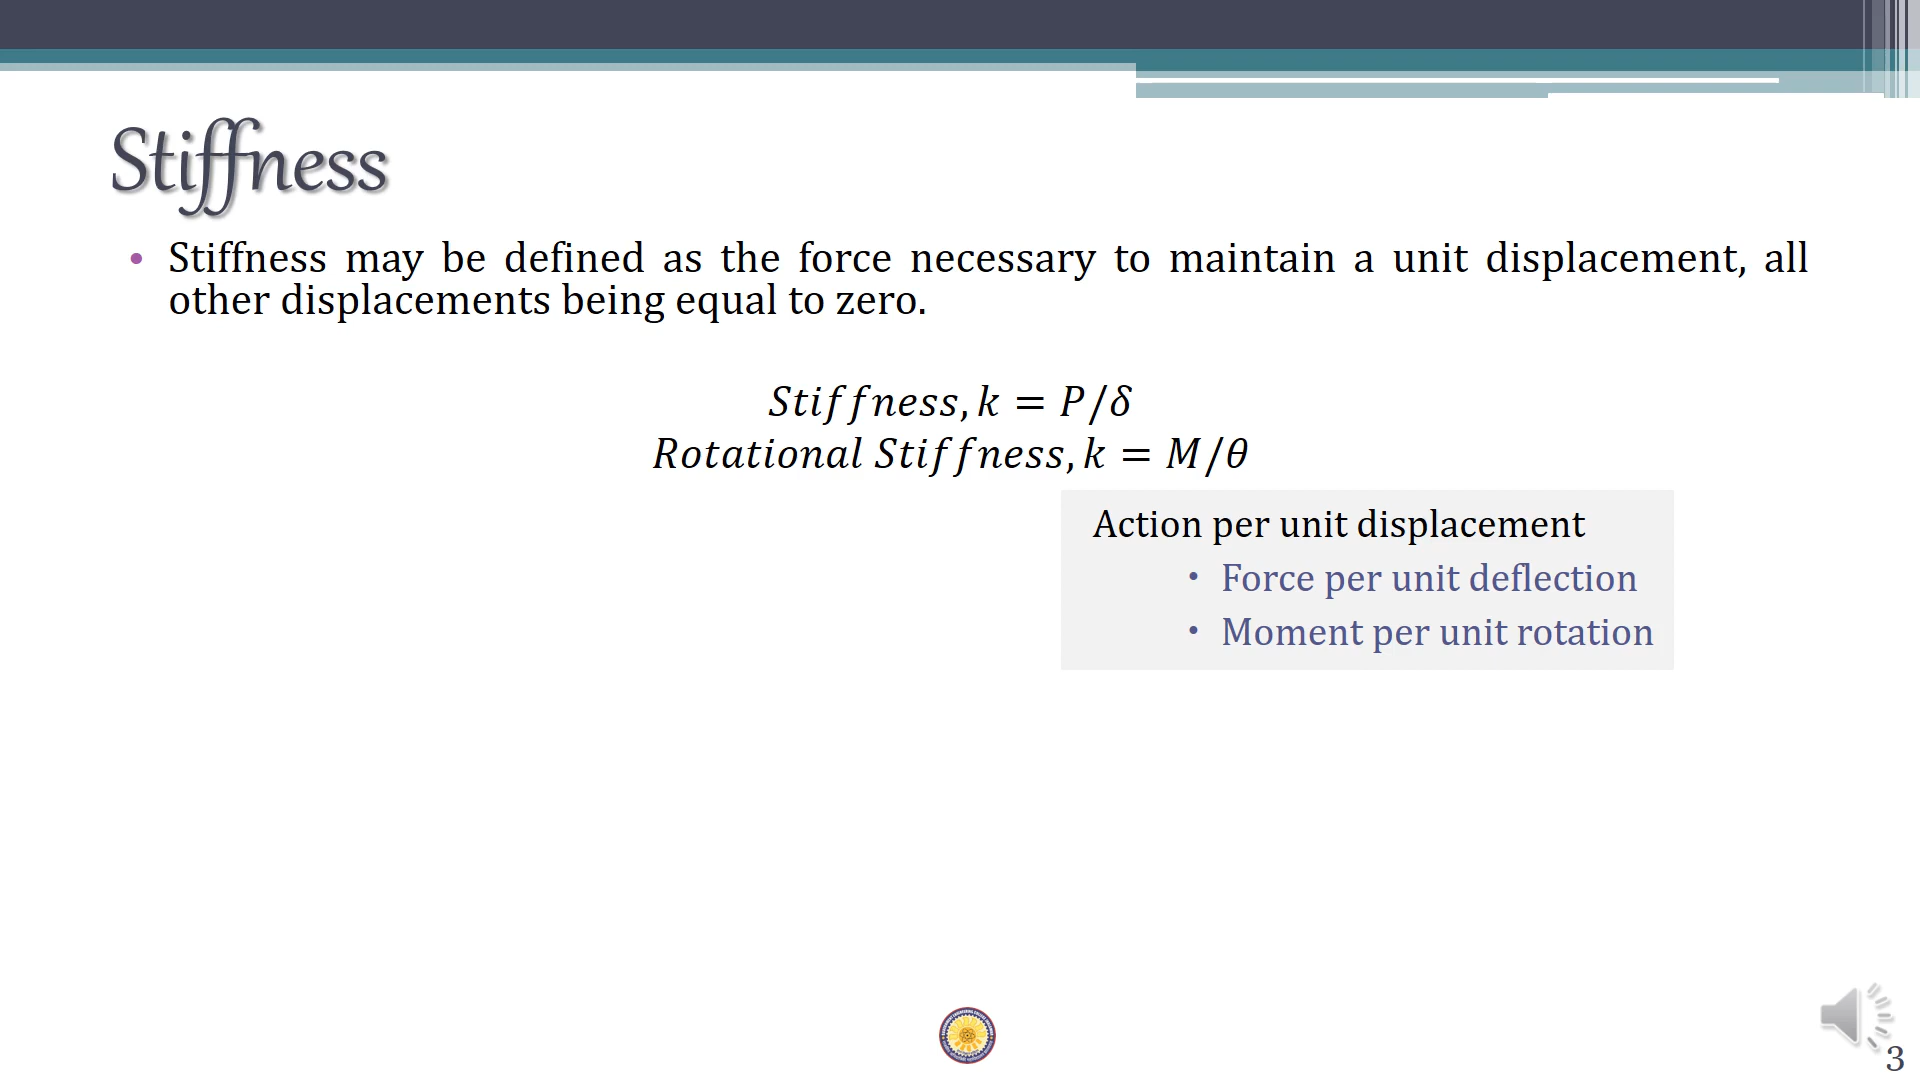 Stiffness
• Stiffness may be defined as the force necessary to maintain a unit displacement, all
other displacements being equal to zero.
Stiffness, k = P/δ
Rotational Stiffness, k = M/θ
Action per unit displacement
• Force per unit deflection
• Moment per unit rotation
3